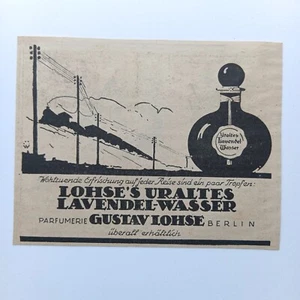 Uraltes
Lavendel
Wasser
Wohltuende Erfrischung auf jeder Reise sind ein paar Tropfen:
LOHSE'S URALTES
LAVENDEL-WASSER
PARFUMERIE GUSTAV LOHSE BERLIN
überall erhältlich